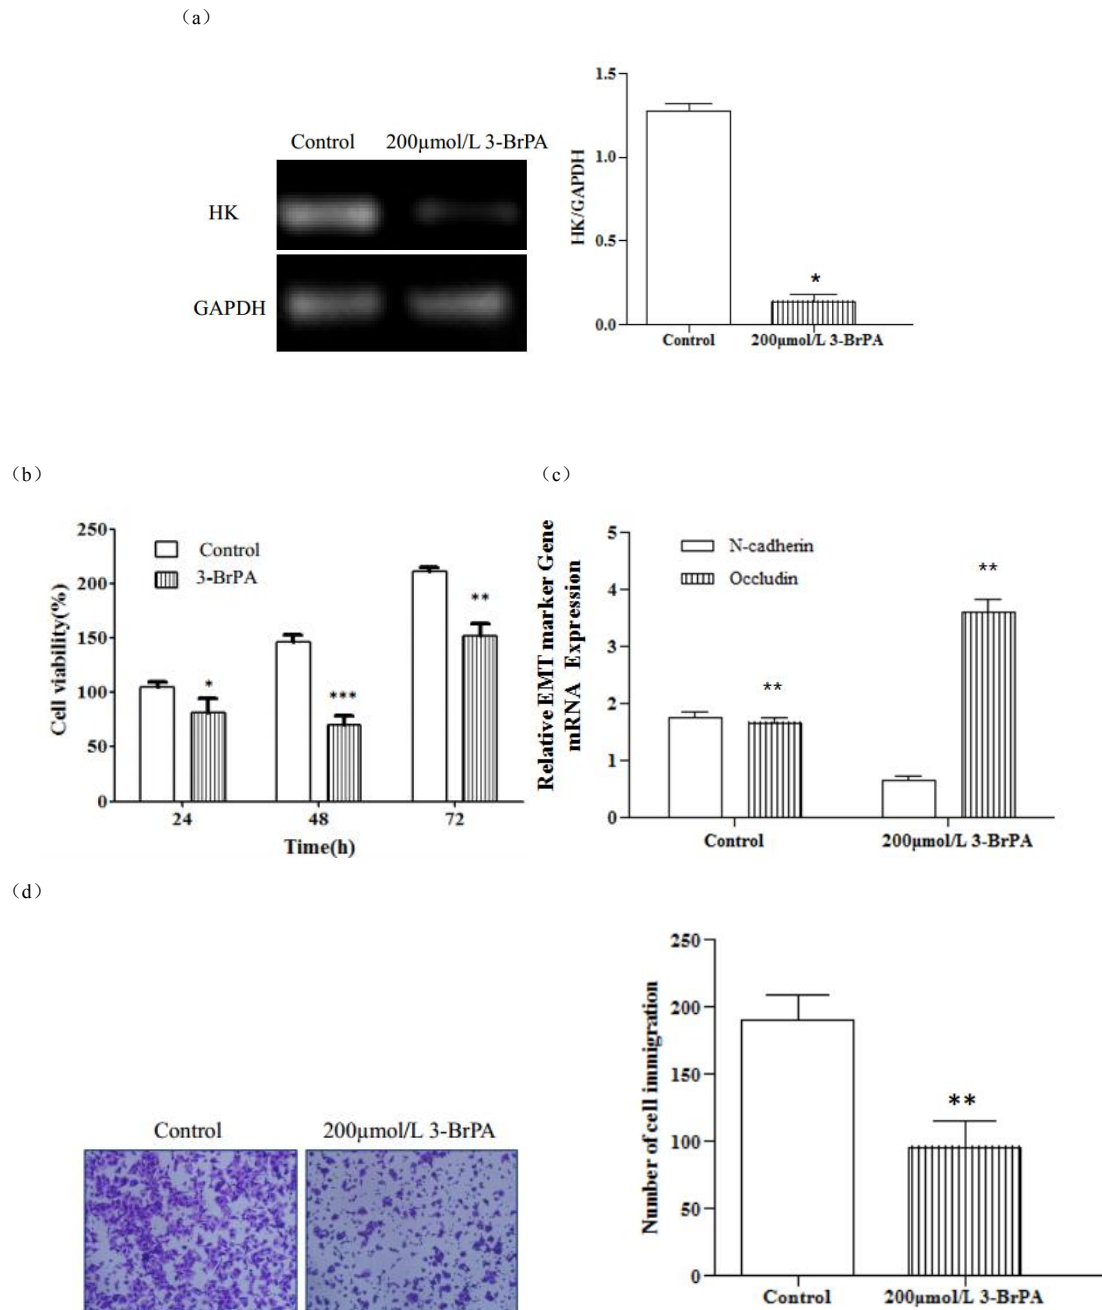 （a）
Control 200µmol/L 3-BrPA
HK
GAPDH
HK/GAPDH
1.5
1.0
0.5
0.0
*
Control 200µmol/L 3-BrPA
（b）
Cell viability(%)
250
200
150
100
50
0
Control
3-BrPA
*
***
**
24 48 72
Time(h)
（c）
Relative EMT marker Gene
mRNA Expression
5
4
3
2
1
0
N-cadherin
Occludin
**
**
Control 200µmol/L 3-BrPA
（d）
Control 200µmol/L 3-BrPA
Number of cell immigration
250
200
150
100
50
0
**
Control 200µmol/L 3-BrPA